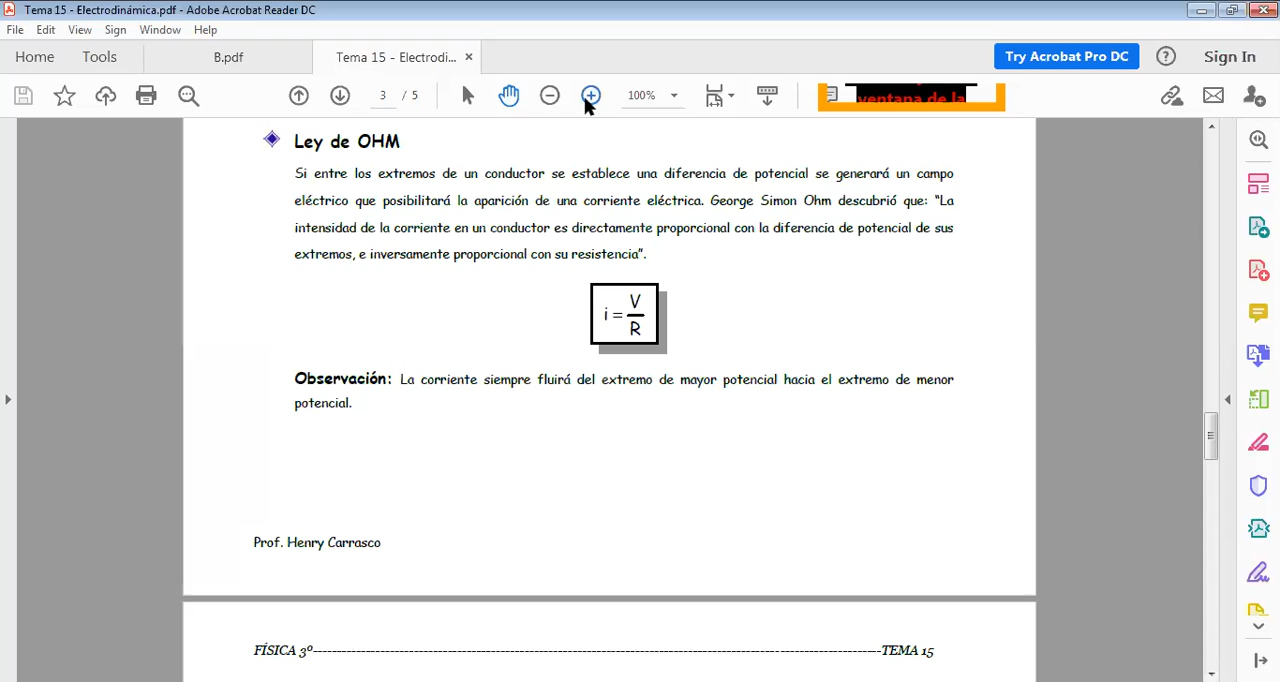 Tema 15 - Electrodinámica.pdf - Adobe Acrobat Reader DC
File Edit View Sign Window Help
Home Tools B.pdf Tema 15 - Electrodi... × Try Acrobat Pro DC ? Sign In
3 / 5 100% ventana de la
Ley de OHM
Si entre los extremos de un conductor se establece una diferencia de potencial se generará un campo
eléctrico que posibilitará la aparición de una corriente eléctrica. George Simon Ohm descubrió que: “La
intensidad de la corriente en un conductor es directamente proporcional con la diferencia de potencial de sus
extremos, e inversamente proporcional con su resistencia”.
i = V
R
Observación: La corriente siempre fluirá del extremo de mayor potencial hacia el extremo de menor
potencial.
Prof. Henry Carrasco
FÍSICA 3º-----------------------------------------------------------------------------------------------TEMA 15